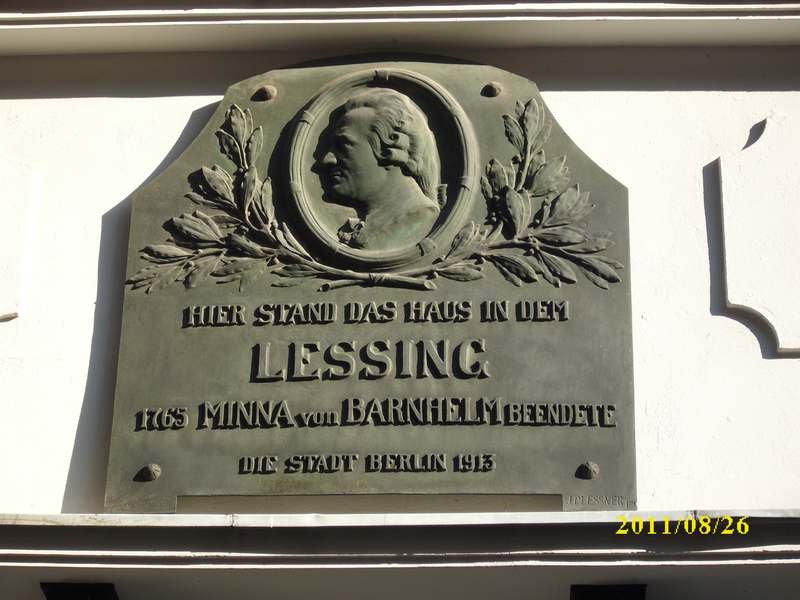 HIER STAND DAS HAUS IN DEM
LESSING
1765 MINNA von BARNHELM BEENDETE
DIE STADT BERLIN 1913
2011/08/26